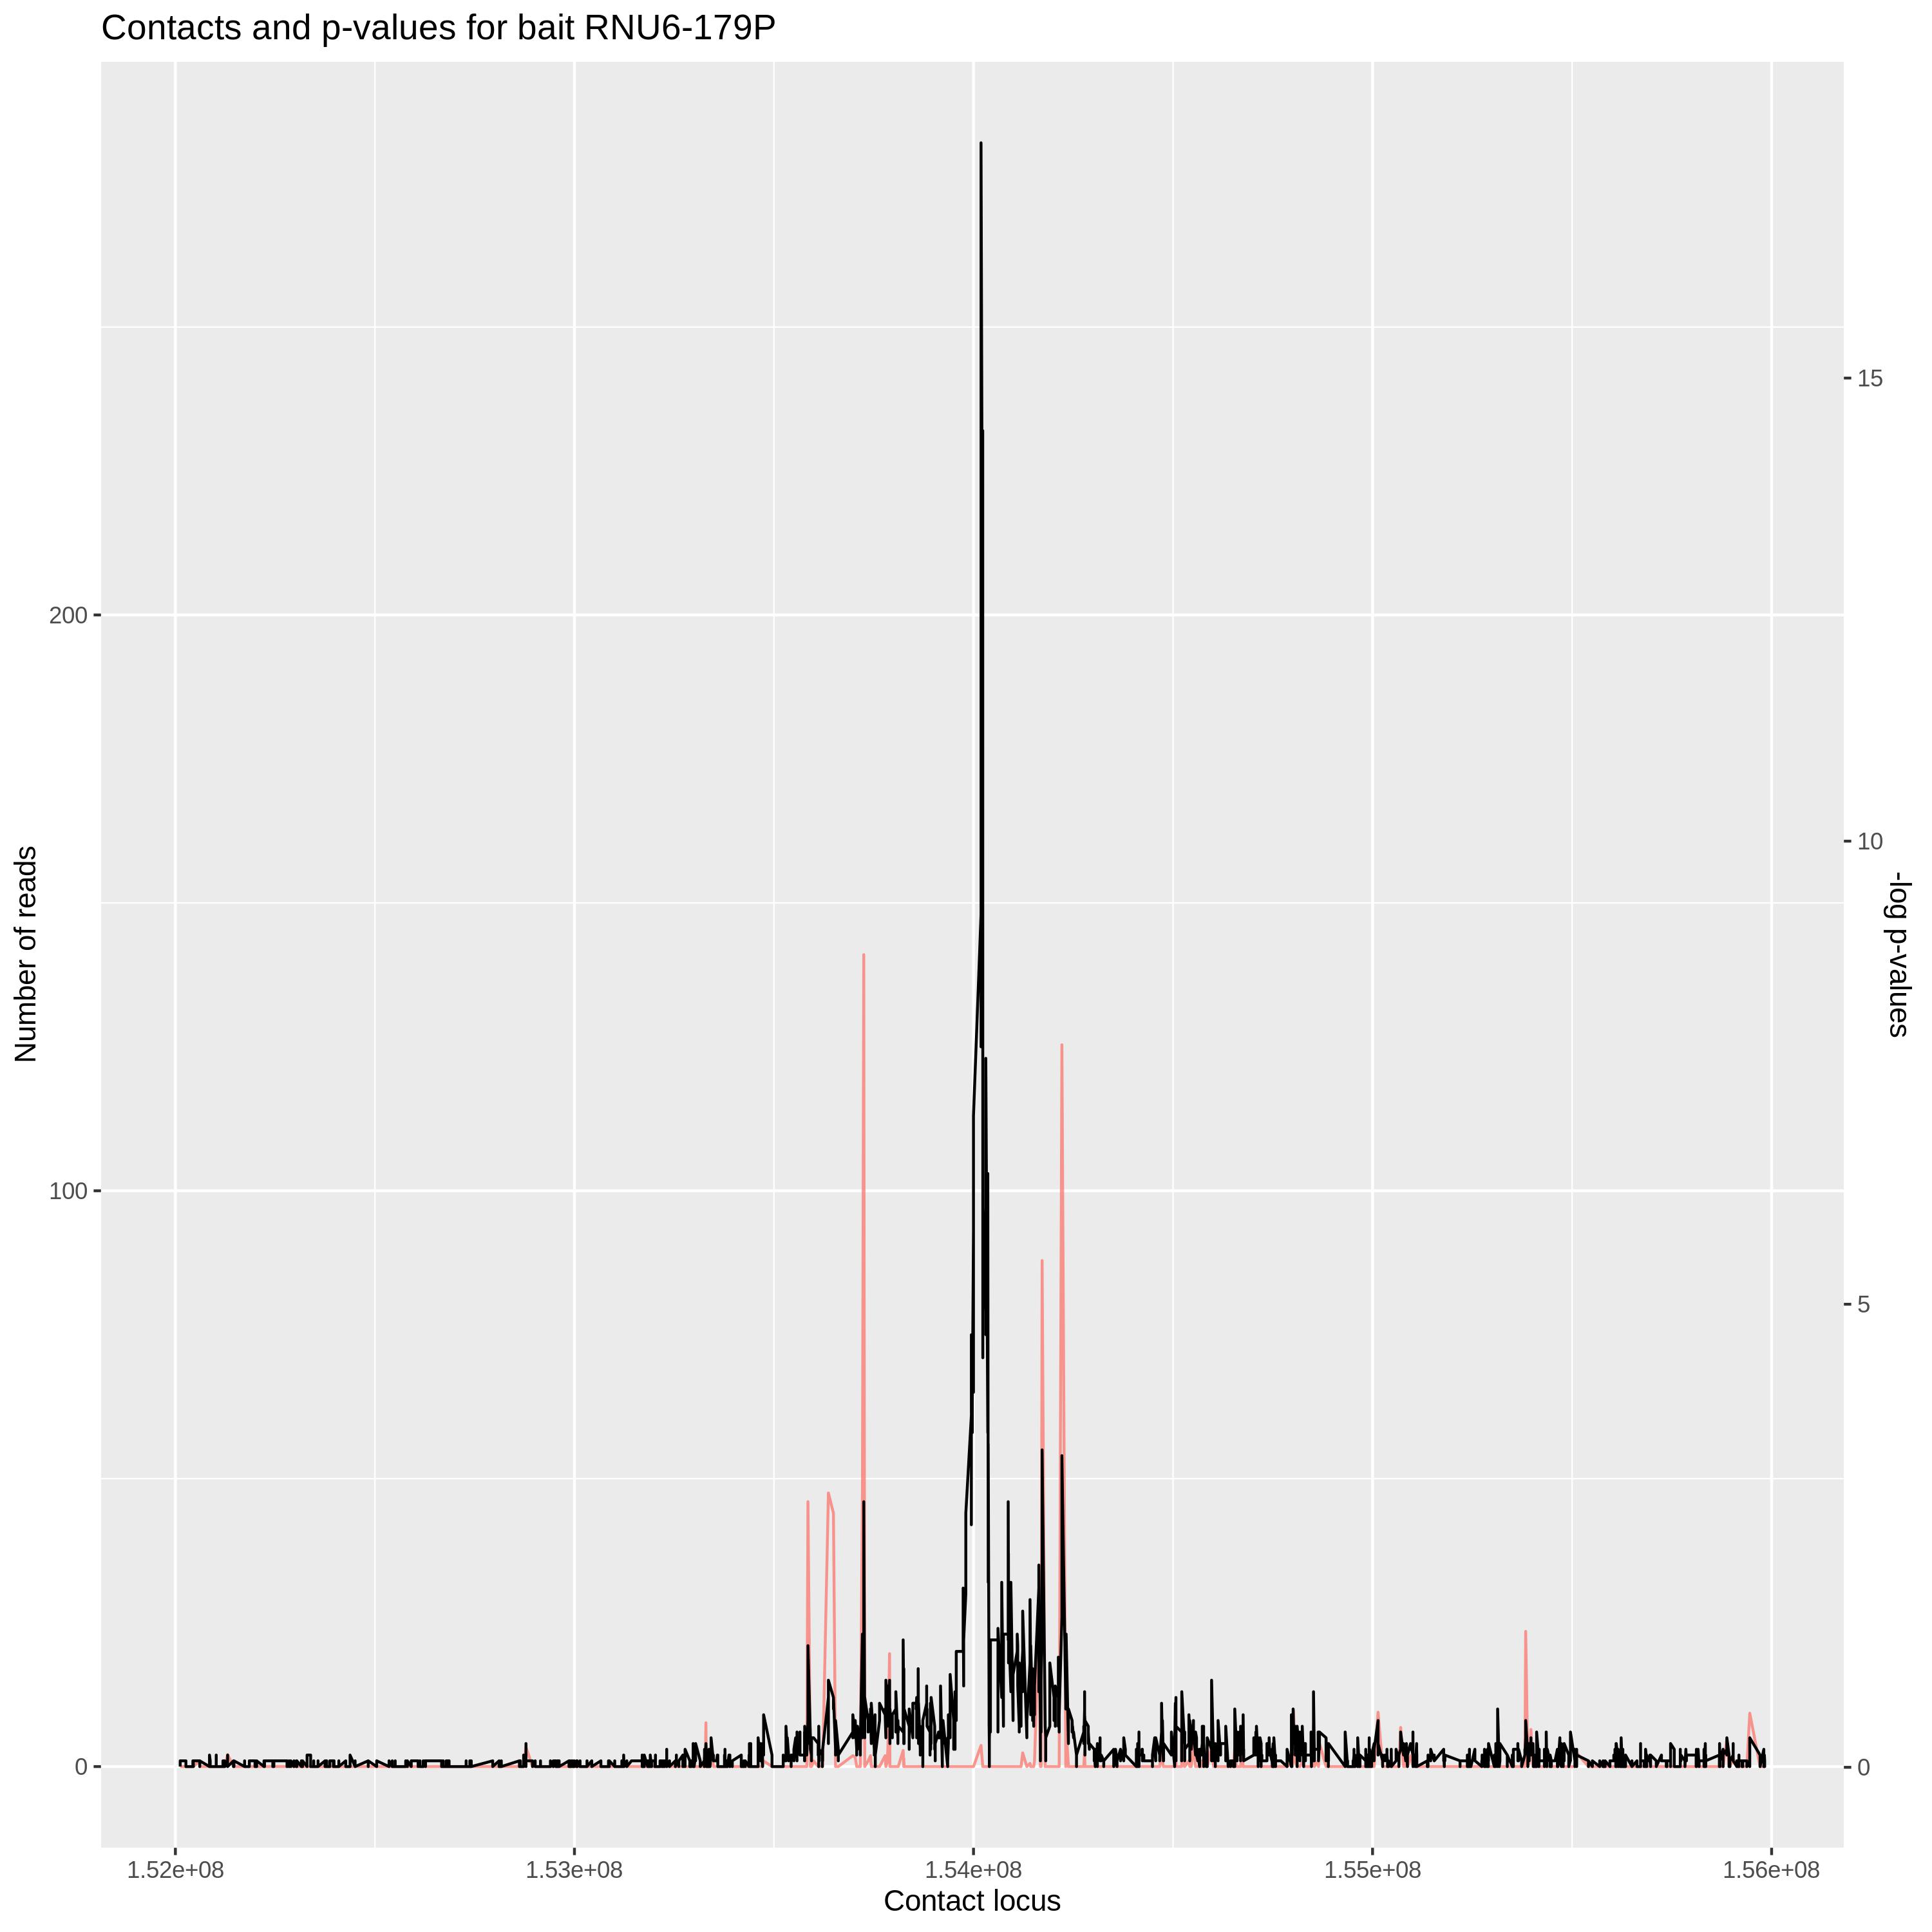 Contacts and p-values for bait RNU6-179P
Number of reads
200
100
0
15
10
5
0
-log p-values
1.52e+08
1.53e+08
1.54e+08
1.55e+08
1.56e+08
Contact locus